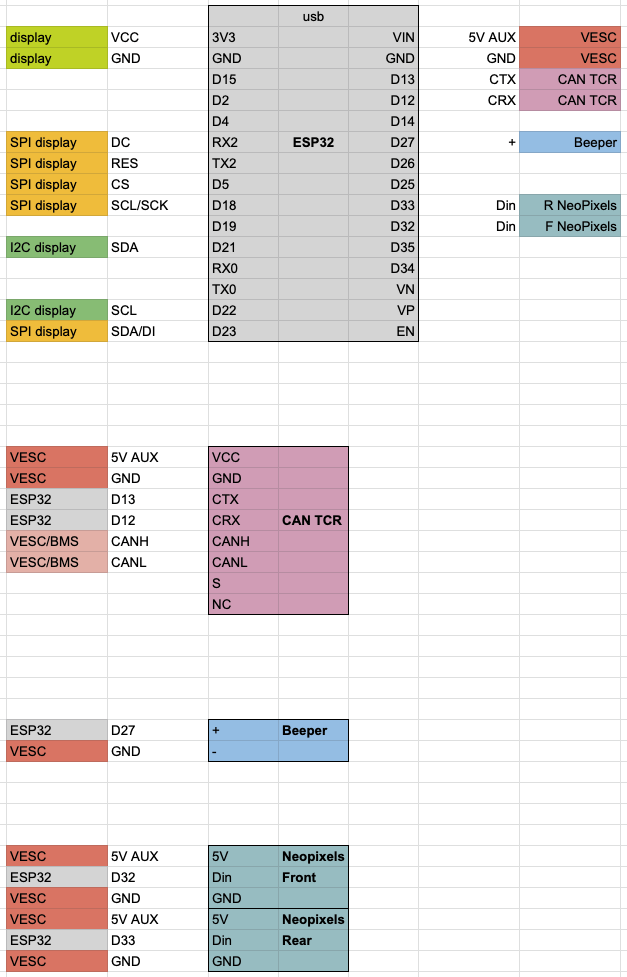 usb
display VCC 3V3 VIN 5V AUX VESC
display GND GND GND GND VESC
D15 D13 CTX CAN TCR
D2 D12 CRX CAN TCR
D4 D14
SPI display DC RX2 ESP32 D27 + Beeper
SPI display RES TX2 D26
SPI display CS D5 D25
SPI display SCL/SCK D18 D33 Din R NeoPixels
D19 D32 Din F NeoPixels
I2C display SDA D21 D35
RX0 D34
TX0 VN
I2C display SCL D22 VP
SPI display SDA/DI D23 EN
VESC 5V AUX VCC
VESC GND GND
ESP32 D13 CTX
ESP32 D12 CRX CAN TCR
VESC/BMS CANH CANH
VESC/BMS CANL CANL
S
NC
ESP32 D27 + Beeper
VESC GND -
VESC 5V AUX 5V Neopixels
ESP32 D32 Din Front
VESC GND GND
VESC 5V AUX 5V Neopixels
ESP32 D33 Din Rear
VESC GND GND